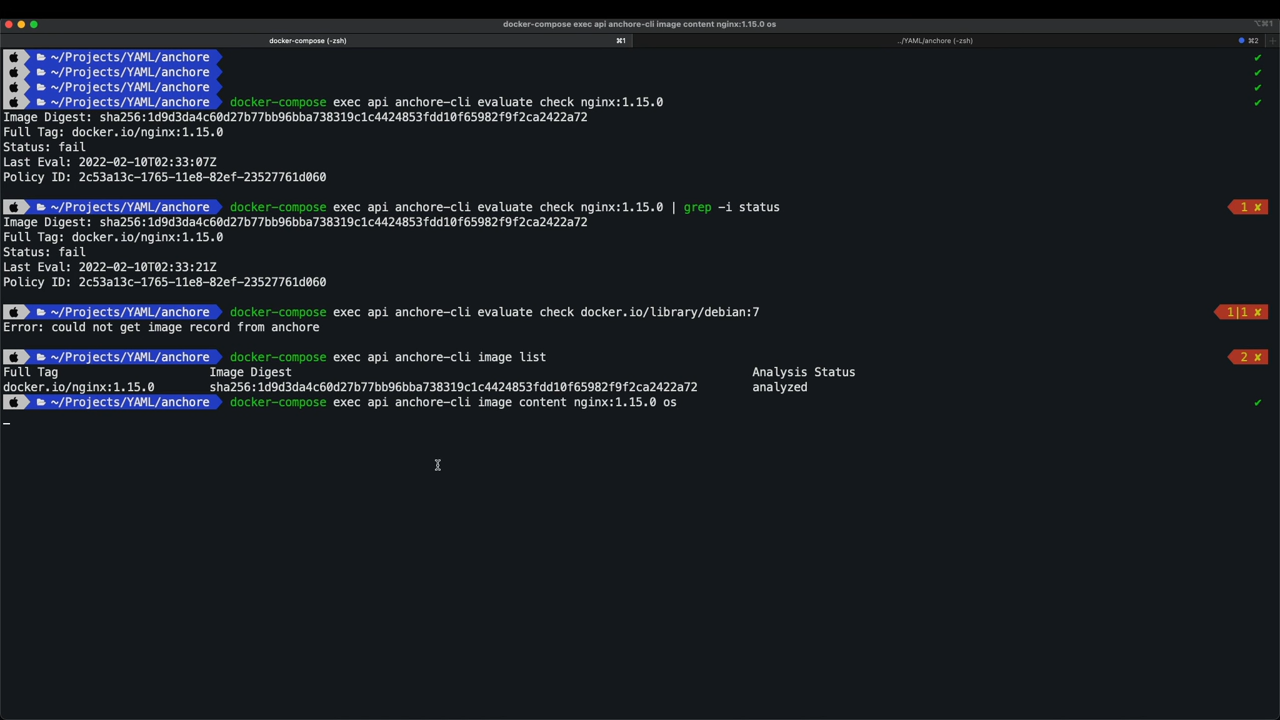 docker-compose exec api anchore-cli image content nginx:1.15.0 os
⌥⌘1
docker-compose (-zsh) ⌘1 ../YAML/anchore (-zsh) ⌘2 +
~/Projects/YAML/anchore ✔
~/Projects/YAML/anchore ✔
~/Projects/YAML/anchore ✔
~/Projects/YAML/anchore docker-compose exec api anchore-cli evaluate check nginx:1.15.0 ✔
Image Digest: sha256:1d9d3da4c60d27b77bb96bba738319c1c4424853fdd10f65982f9f2ca2422a72
Full Tag: docker.io/nginx:1.15.0
Status: fail
Last Eval: 2022-02-10T02:33:07Z
Policy ID: 2c53a13c-1765-11e8-82ef-23527761d060
~/Projects/YAML/anchore docker-compose exec api anchore-cli evaluate check nginx:1.15.0 | grep -i status 1 ✘
Image Digest: sha256:1d9d3da4c60d27b77bb96bba738319c1c4424853fdd10f65982f9f2ca2422a72
Full Tag: docker.io/nginx:1.15.0
Status: fail
Last Eval: 2022-02-10T02:33:21Z
Policy ID: 2c53a13c-1765-11e8-82ef-23527761d060
~/Projects/YAML/anchore docker-compose exec api anchore-cli evaluate check docker.io/library/debian:7 1|1 ✘
Error: could not get image record from anchore
~/Projects/YAML/anchore docker-compose exec api anchore-cli image list 2 ✘
Full Tag Image Digest Analysis Status
docker.io/nginx:1.15.0 sha256:1d9d3da4c60d27b77bb96bba738319c1c4424853fdd10f65982f9f2ca2422a72 analyzed
~/Projects/YAML/anchore docker-compose exec api anchore-cli image content nginx:1.15.0 os ✔